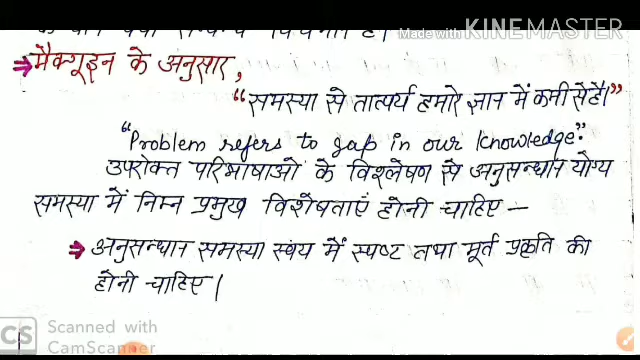 Made with KINEMASTER
⇒ मैक्गुइन के अनुसार,
"समस्या से तात्पर्य हमारे ज्ञान में कमी से है।"
"Problem refers to gap in our knowledge."
उपरोक्त परिभाषाओं के विश्लेषण से अनुसन्धान योग्य
समस्या में निम्न प्रमुख विशेषताएं होनी चाहिए —
→ अनुसन्धान समस्या स्वंय में स्पष्ट तथा मूर्त प्रकृति की
होनी चाहिए।
CS Scanned with
CamScanner